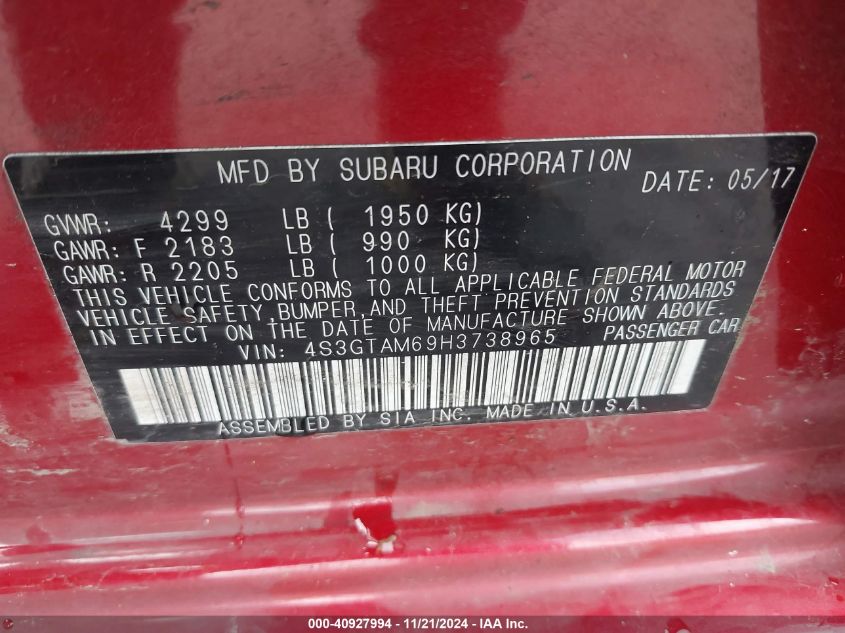 MFD BY SUBARU CORPORATION DATE: 05/17
GVWR: 4299 LB ( 1950 KG)
GAWR: F 2183 LB ( 990 KG)
GAWR: R 2205 LB ( 1000 KG)
THIS VEHICLE CONFORMS TO ALL APPLICABLE FEDERAL MOTOR
VEHICLE SAFETY, BUMPER, AND THEFT PREVENTION STANDARDS
IN EFFECT ON THE DATE OF MANUFACTURE SHOWN ABOVE.
VIN: 4S3GTAM69H3738965 PASSENGER CAR
ASSEMBLED BY SIA INC. MADE IN U.S.A.
000-40927994 - 11/21/2024 - IAA Inc.